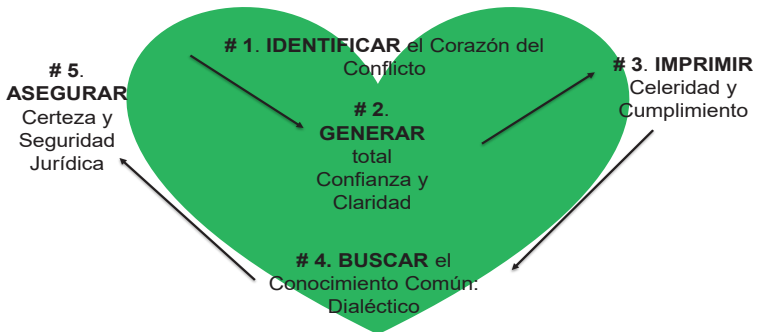 # 1. IDENTIFICAR el Corazón del
Conflicto
# 2.
GENERAR
total
Confianza y
Claridad
# 3. IMPRIMIR
Celeridad y
Cumplimiento
# 4. BUSCAR el
Conocimiento Común:
Dialéctico
# 5.
ASEGURAR
Certeza y
Seguridad
Jurídica